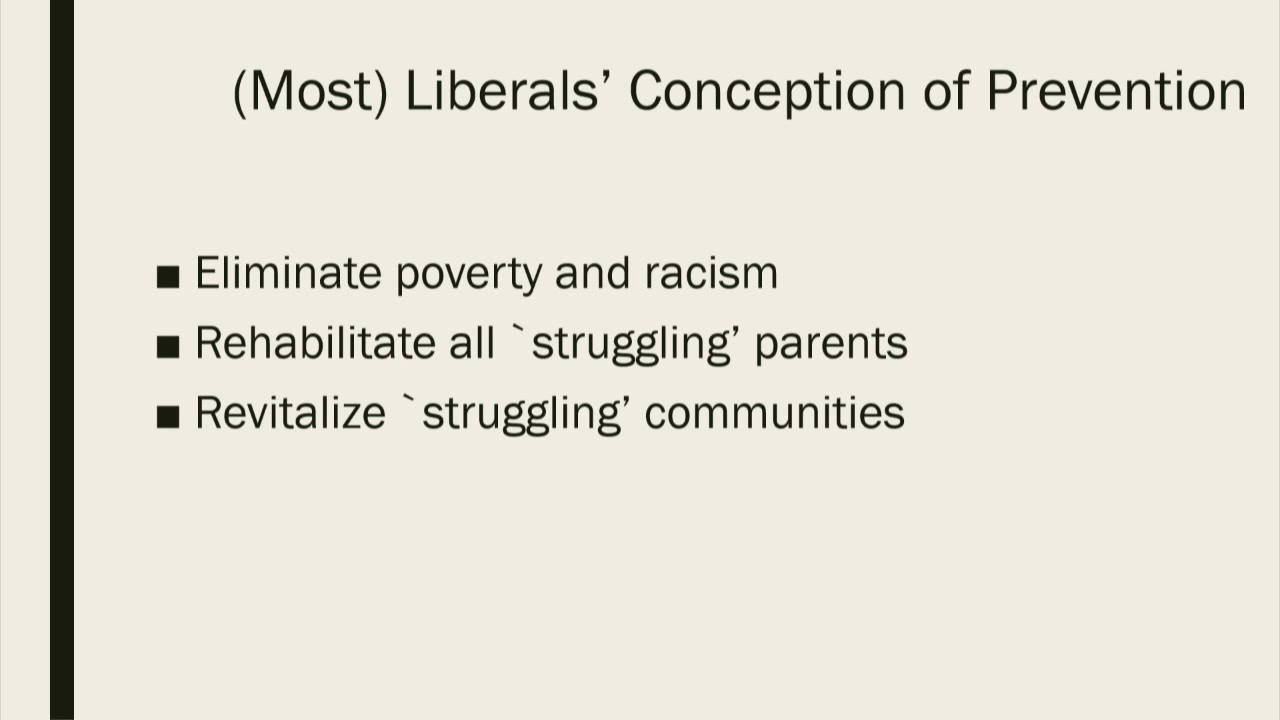 (Most) Liberals’ Conception of Prevention
■ Eliminate poverty and racism
■ Rehabilitate all `struggling’ parents
■ Revitalize `struggling’ communities